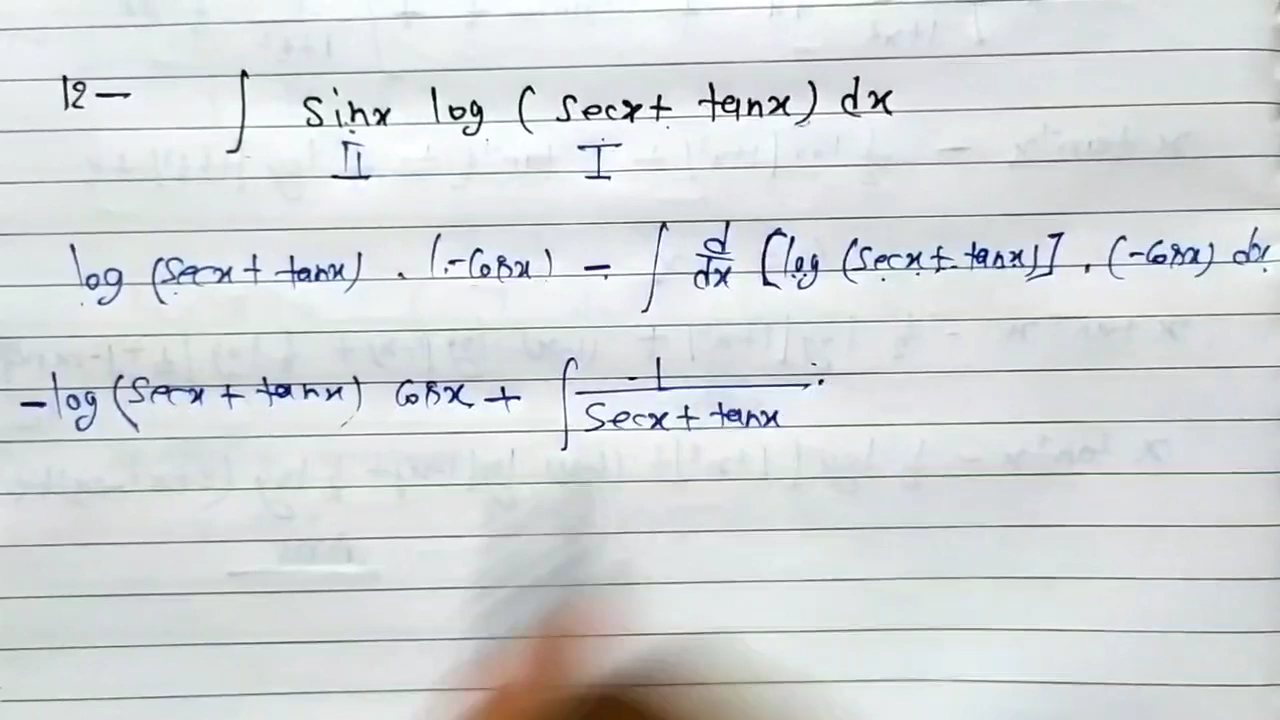 12- ∫ sinx log (secx + tanx) dx
II I
log (secx + tanx) . (-cosx) - ∫ d/dx [log (secx + tanx)] . (-cosx) dx
-log (secx + tanx) cosx + ∫ 1/secx + tanx .